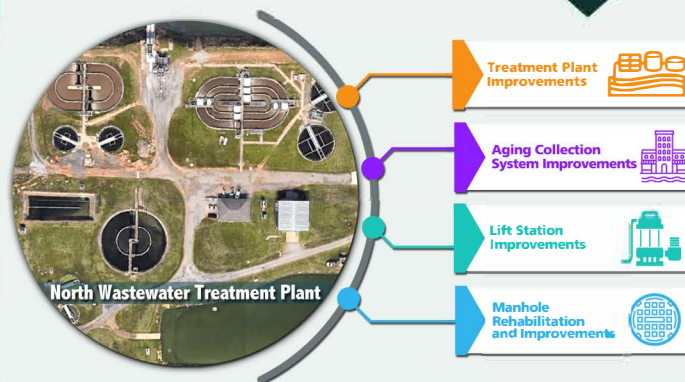 Treatment Plant
Improvements
Aging Collection
System Improvements
Lift Station
Improvements
North Wastewater Treatment Plant
Manhole
Rehabilitation
and Improvements